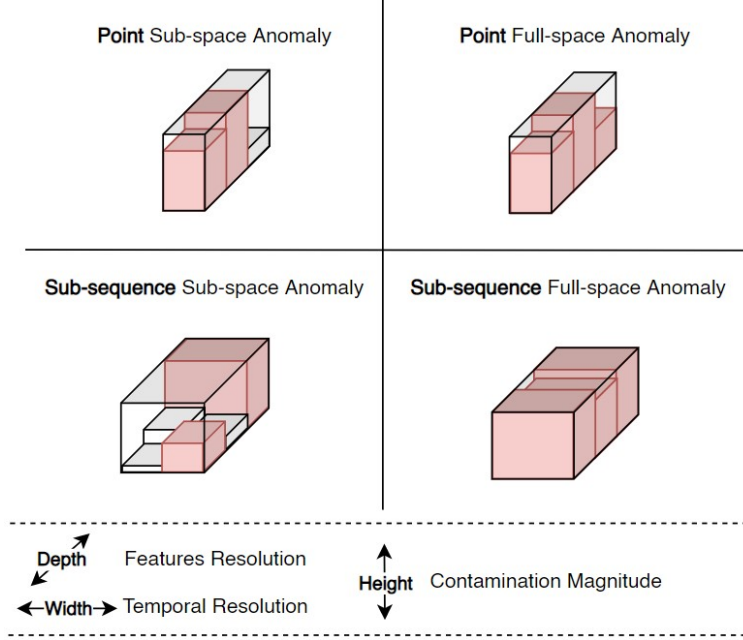 Point Sub-space Anomaly
Point Full-space Anomaly
Sub-sequence Sub-space Anomaly
Sub-sequence Full-space Anomaly
Depth Features Resolution
Width Temporal Resolution
Height Contamination Magnitude